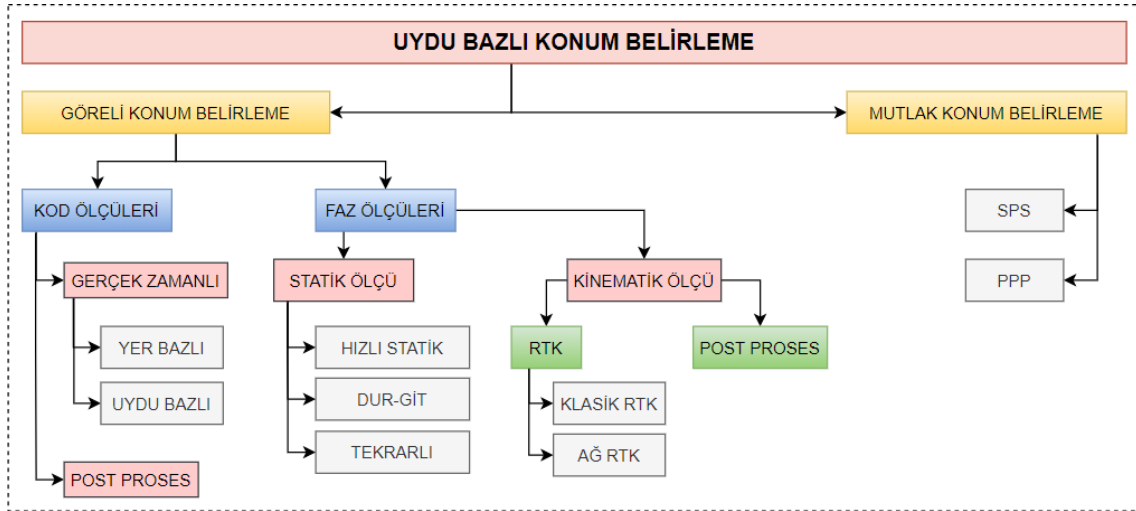 UYDU BAZLI KONUM BELİRLEME
GÖRELİ KONUM BELİRLEME
MUTLAK KONUM BELİRLEME
KOD ÖLÇÜLERİ
FAZ ÖLÇÜLERİ
SPS
GERÇEK ZAMANLI
STATİK ÖLÇÜ
KİNEMATİK ÖLÇÜ
PPP
YER BAZLI
HIZLI STATİK
RTK
POST PROSES
UYDU BAZLI
DUR-GİT
KLASİK RTK
TEKRARLI
AĞ RTK
POST PROSES